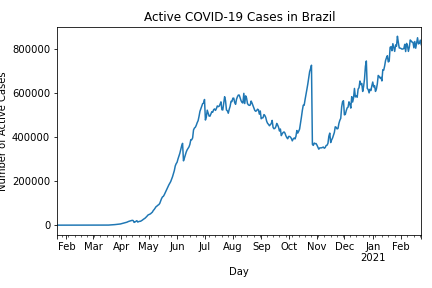 Active COVID-19 Cases in Brazil
Number of Active Cases
800000
600000
400000
200000
0
Feb Mar Apr May Jun Jul Aug Sep Oct Nov Dec Jan Feb
2021
Day